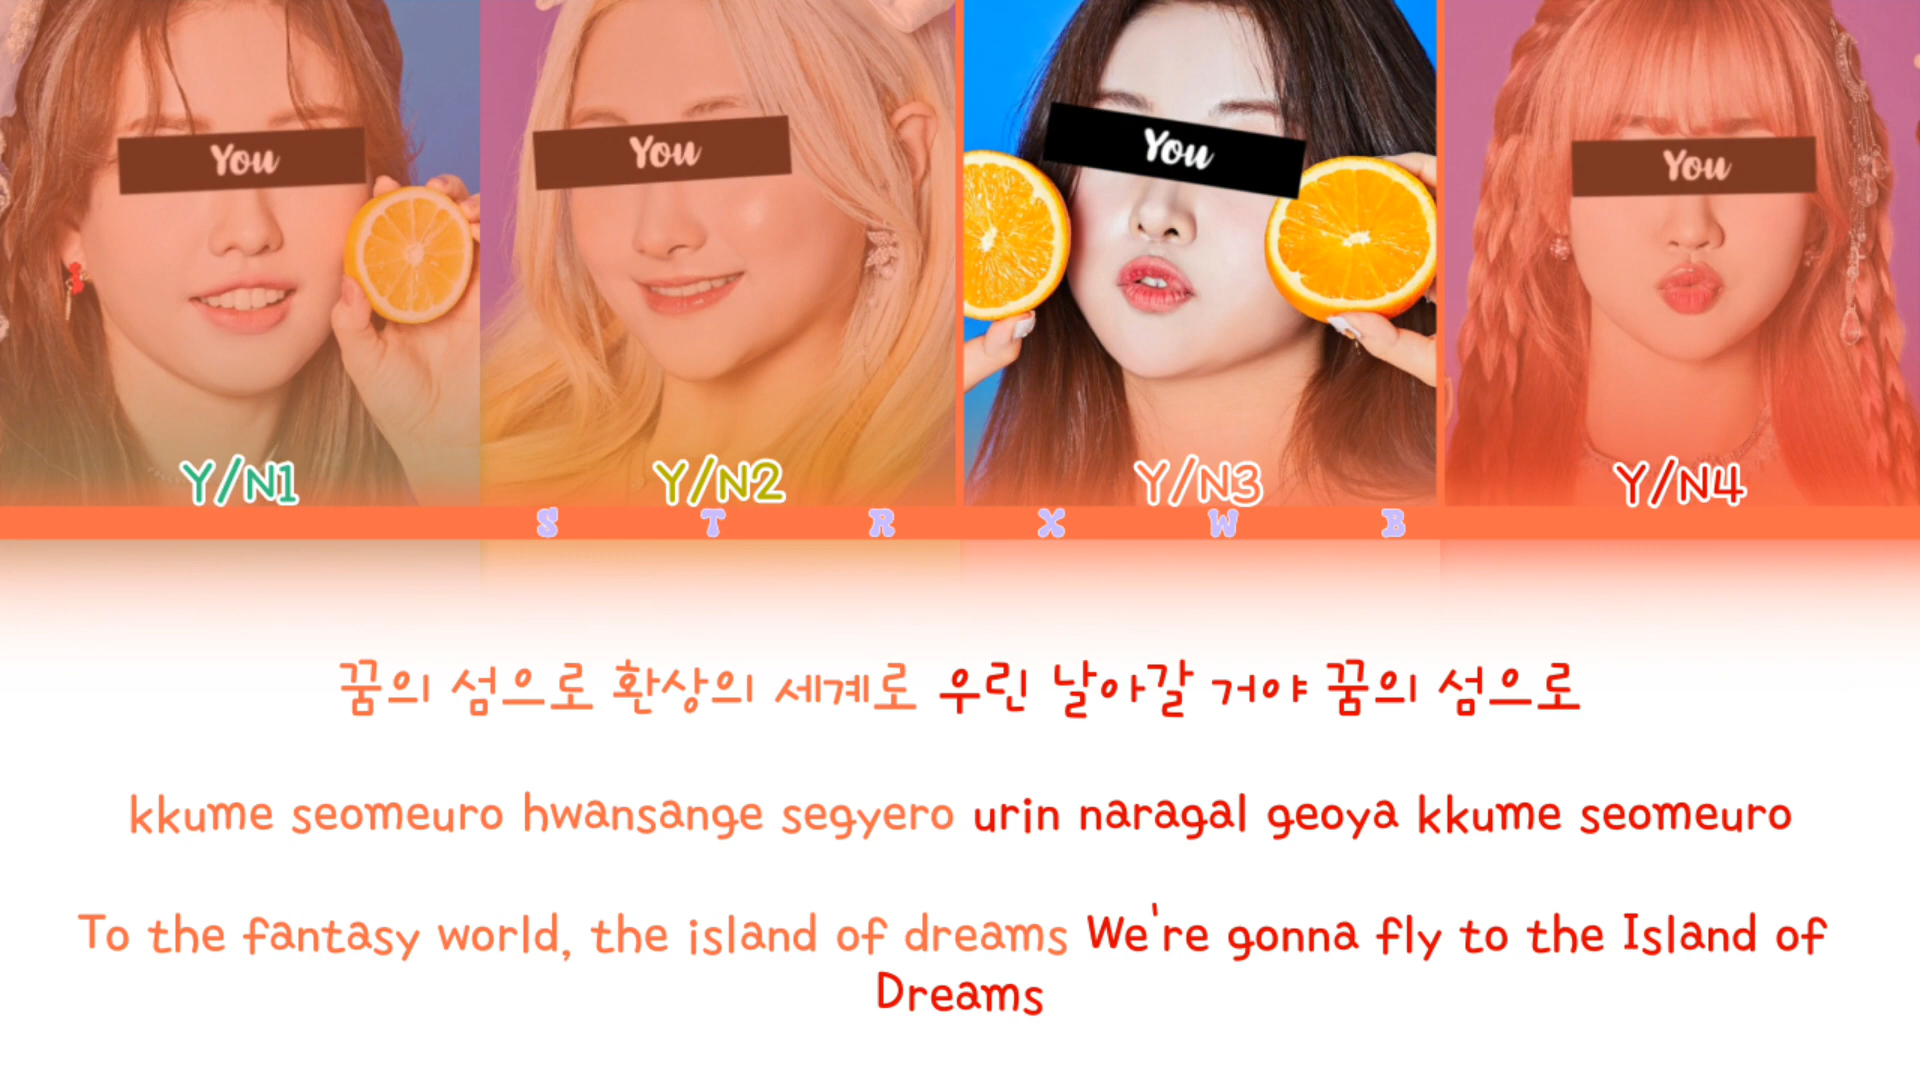 You You You You
Y/N1 Y/N2 Y/N3 Y/N4
S T R X W B
꿈의 섬으로 환상의 세계로 우린 날아갈 거야 꿈의 섬으로
kkume seomeuro hwansange segyero urin naragal geoya kkume seomeuro
To the fantasy world, the island of dreams We're gonna fly to the Island of
Dreams